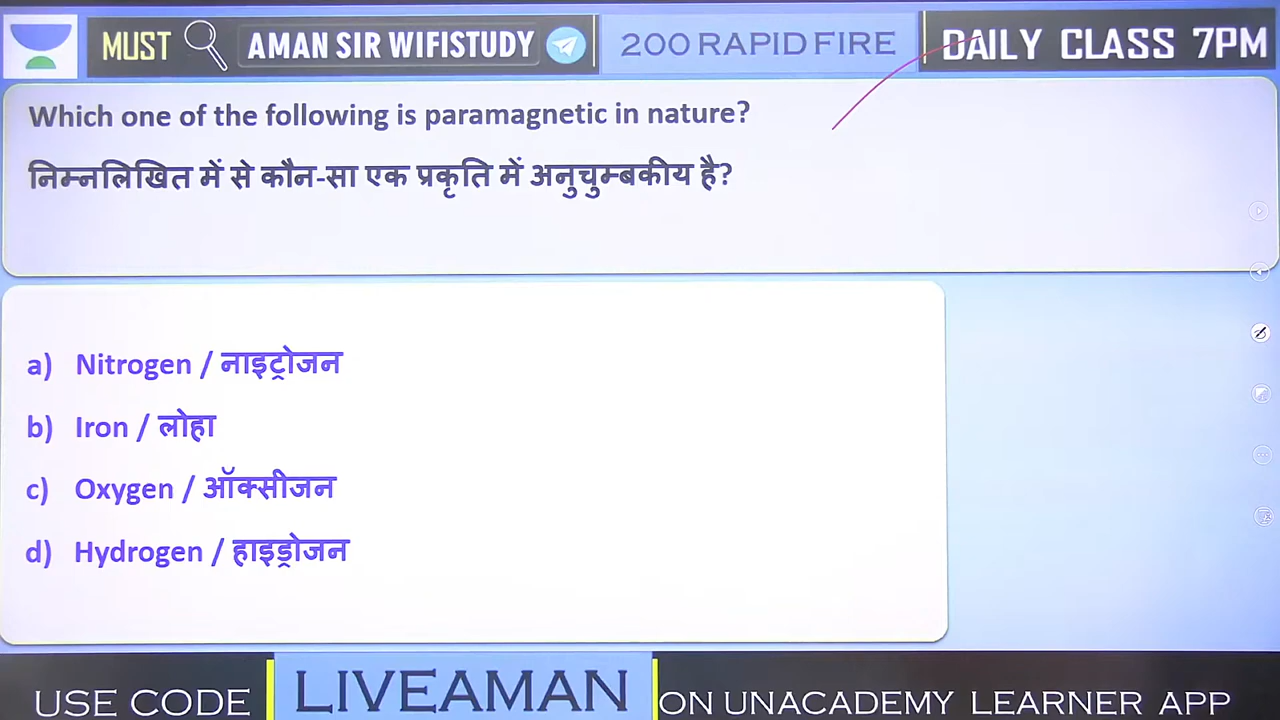 MUST AMAN SIR WIFISTUDY 200 RAPID FIRE DAILY CLASS 7PM
Which one of the following is paramagnetic in nature?
निम्नलिखित में से कौन-सा एक प्रकृति में अनुचुम्बकीय है?
a) Nitrogen / नाइट्रोजन
b) Iron / लोहा
c) Oxygen / ऑक्सीजन
d) Hydrogen / हाइड्रोजन
USE CODE LIVEAMAN ON UNACADEMY LEARNER APP